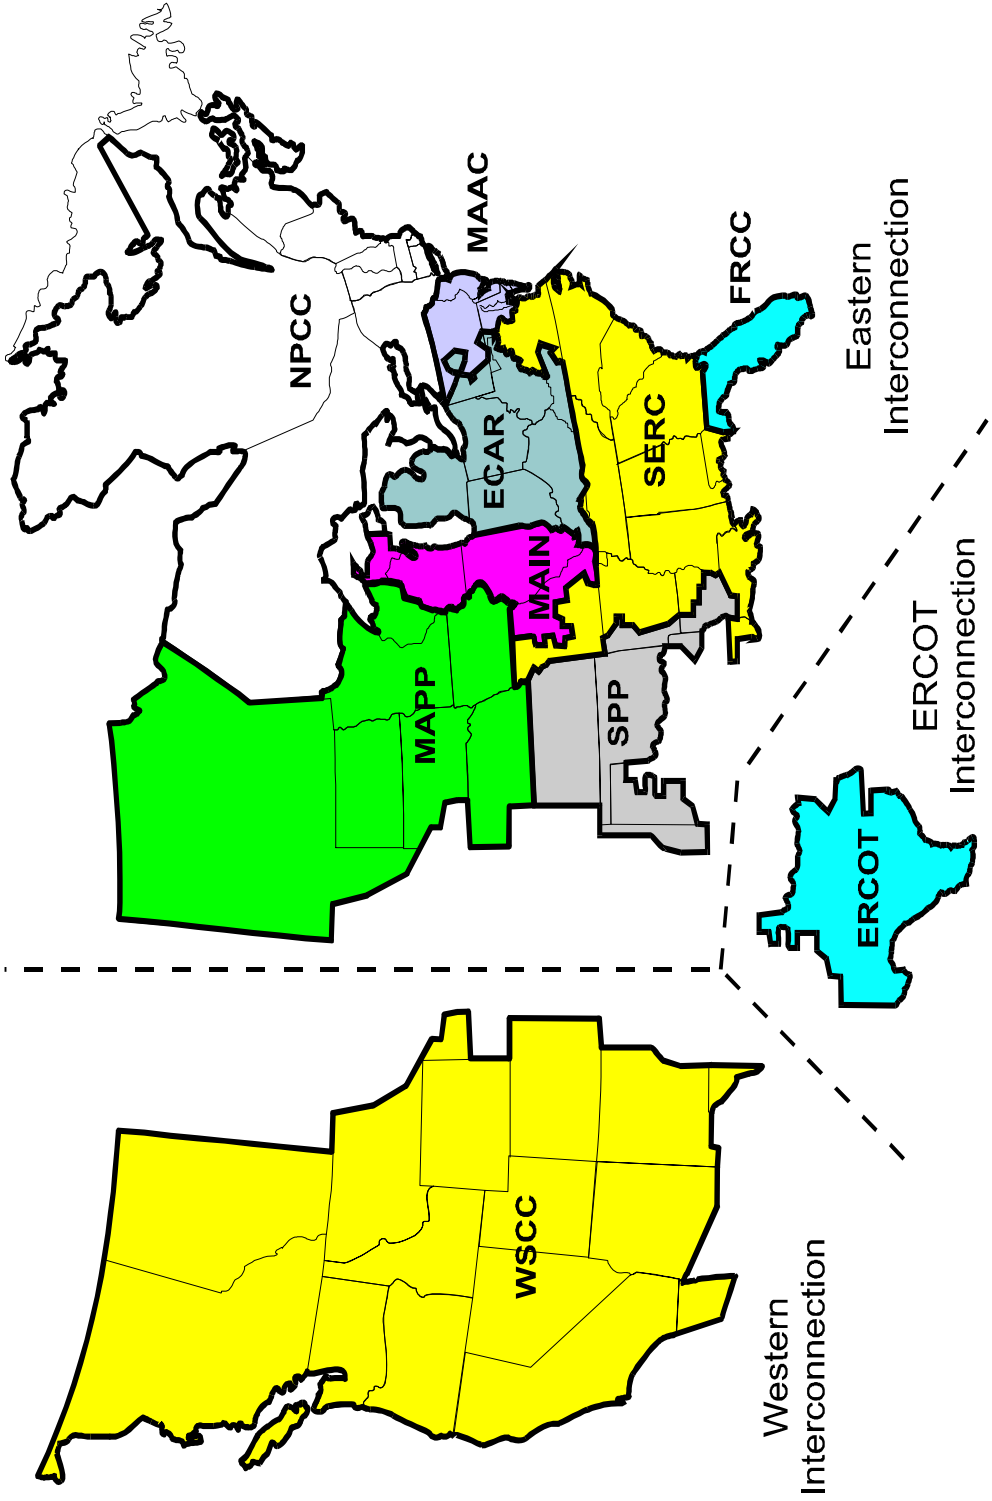 NPCC
MAAC
MAPP
ECAR
MAIN
WSCC
SPP
SERC
FRCC
ERCOT
Western
Interconnection
ERCOT
Interconnection
Eastern
Interconnection